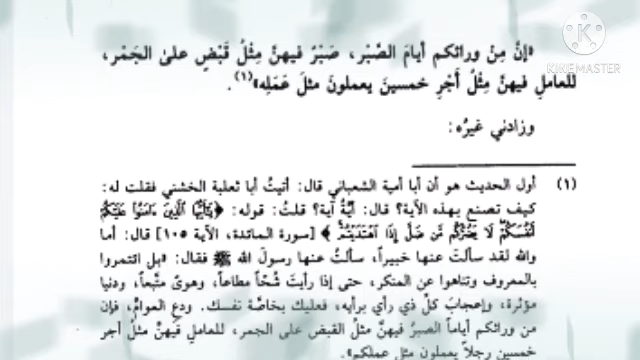 KINEMASTER
«إنَّ مِنْ ورائكم أيامَ الصَّبْر، صَبْرٌ فيهنَّ مِثْلُ قَبْضٍ على الجَمْر،
للعاملِ فيهنَّ مِثْلُ أجْرِ خمسينَ يعملونَ مثلَ عَمَلِه»(١).
وزادني غيرُه:
(١) أول الحديث هو أن أبا أمية الشعباني قال: أتيتُ أبا ثعلبة الخشني فقلت له:
كيف تصنع بهذه الآية؟ قال: أيَّةُ آية؟ قلتُ: قوله: ﴿يَٰٓأَيُّهَا ٱلَّذِينَ ءَامَنُوا۟ عَلَيْكُمْ
أَنفُسَكُمْ ۖ لَا يَضُرُّكُم مَّن ضَلَّ إِذَا ٱهْتَدَيْتُمْ ۚ﴾ [سورة المائدة، الآية ١٠٥] قال: أما
والله لقد سألتَ عنها خبيراً، سألتُ عنها رسولَ الله ﷺ فقال: «بل ائتمروا
بالمعروف وتناهوا عن المنكر، حتى إذا رأيتَ شُحًّا مطاعاً، وهوىً متَّبعاً، ودنيا
مؤثرة، وإعجابَ كلِّ ذي رأي برأيه، فعليك بخاصَّة نفسك. ودع العوامَّ، فإن
من ورائكم أياماً الصبرُ فيهنَّ مثلُ القبض على الجمر، للعاملِ فيهنَّ مثلُ أجر
خمسين رجلاً يعملون مثل عملكم».